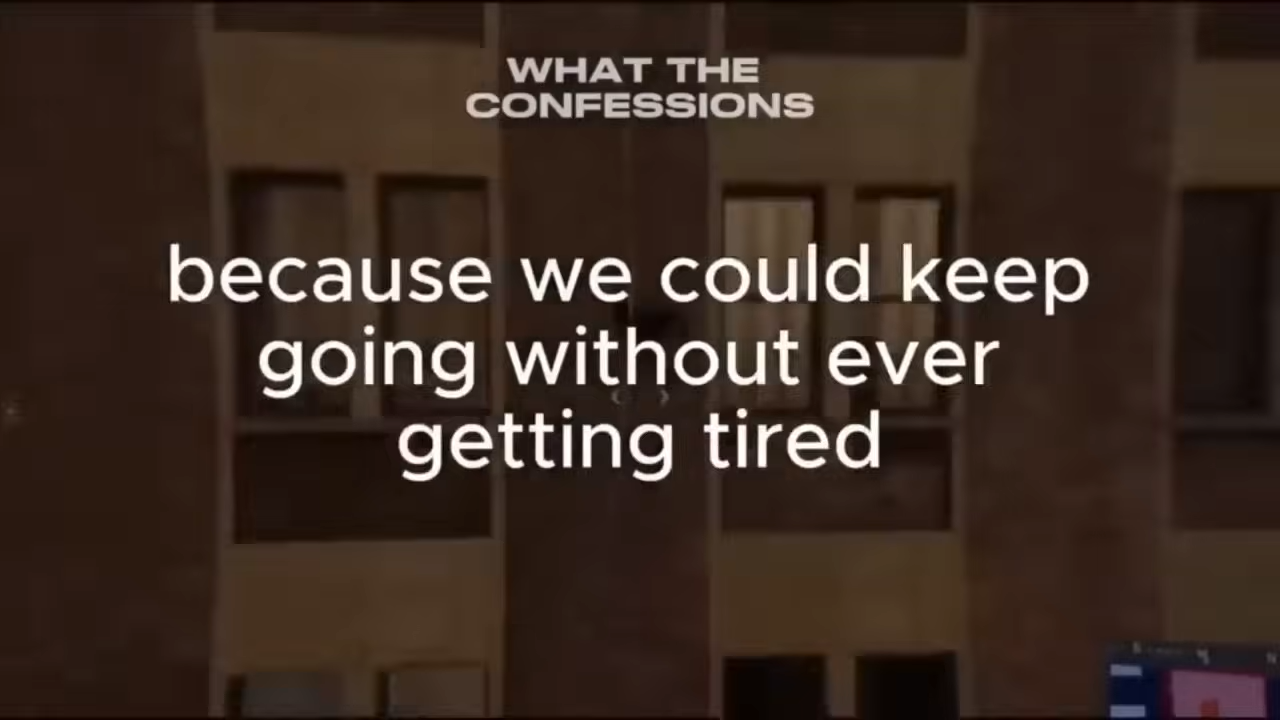 WHAT THE
CONFESSIONS
because we could keep
going without ever
getting tired